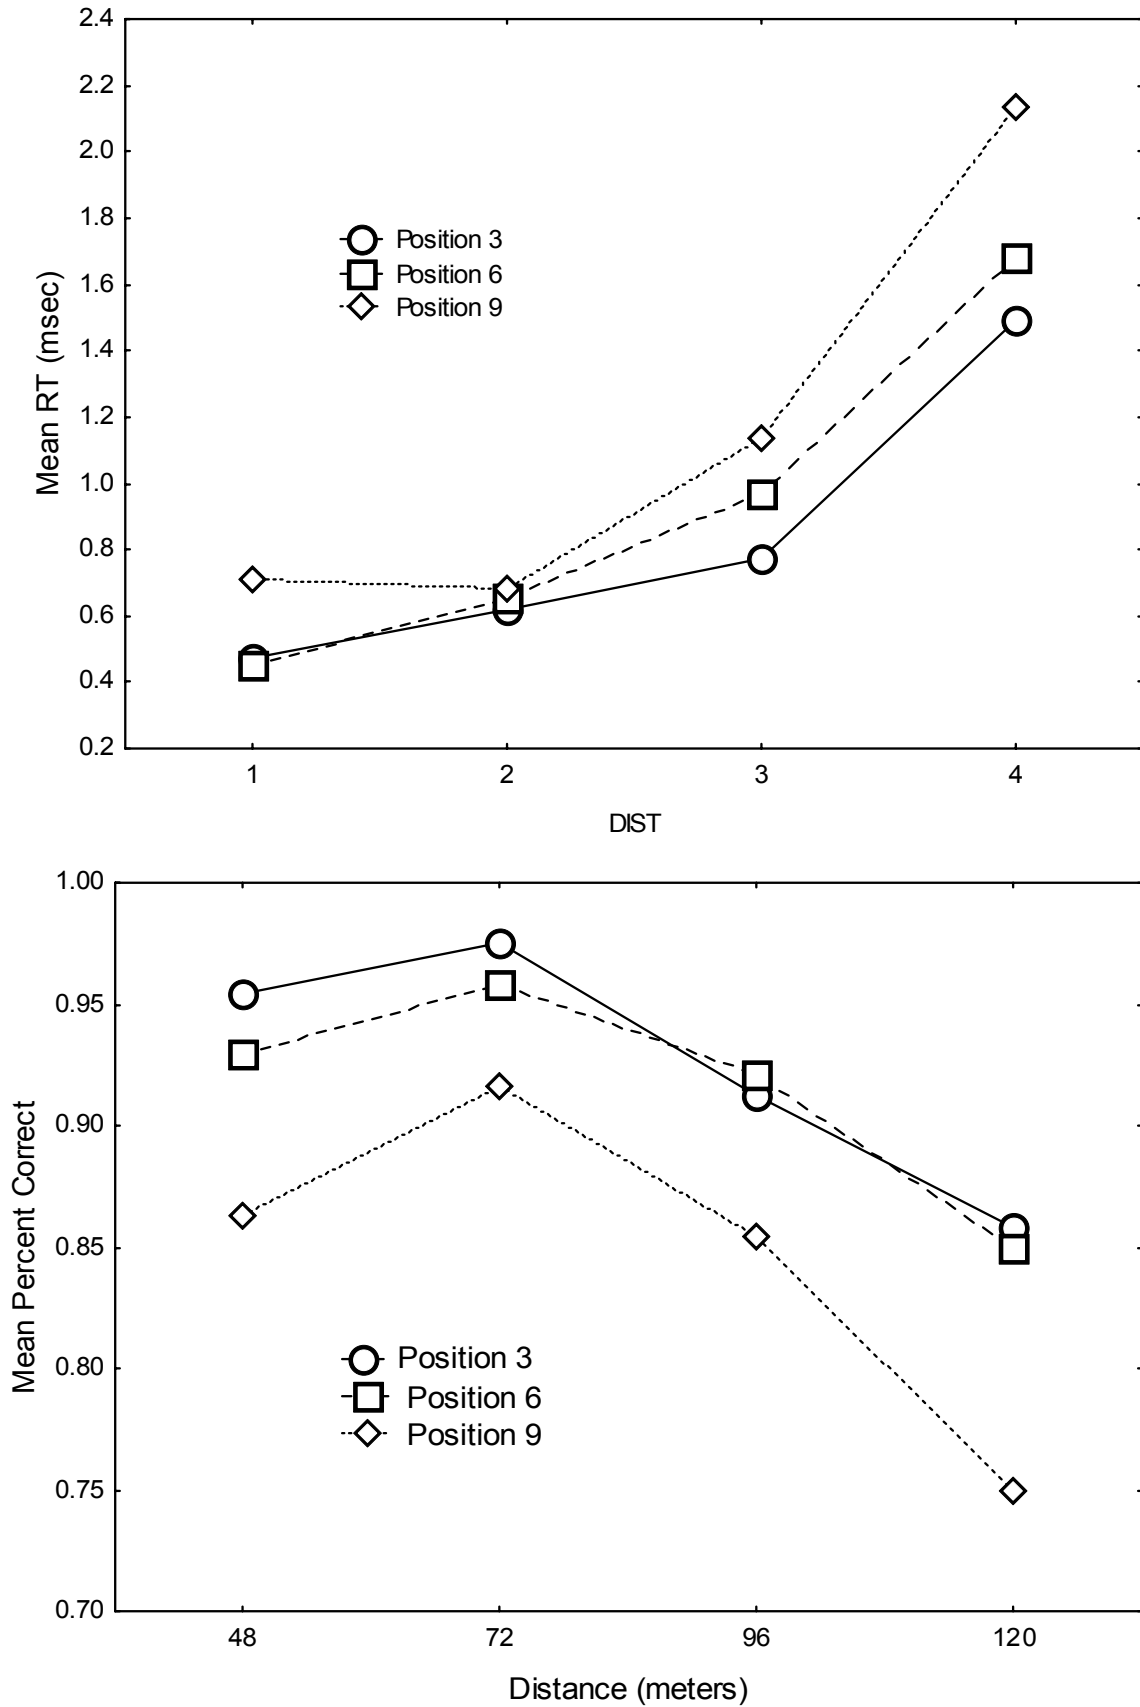 2.4
2.2
2.0
1.8
1.6
1.4
1.2
1.0
0.8
0.6
0.4
0.2
Mean RT (msec)
Position 3
Position 6
Position 9
1 2 3 4
DIST
1.00
0.95
0.90
0.85
0.80
0.75
0.70
Mean Percent Correct
Position 3
Position 6
Position 9
48 72 96 120
Distance (meters)